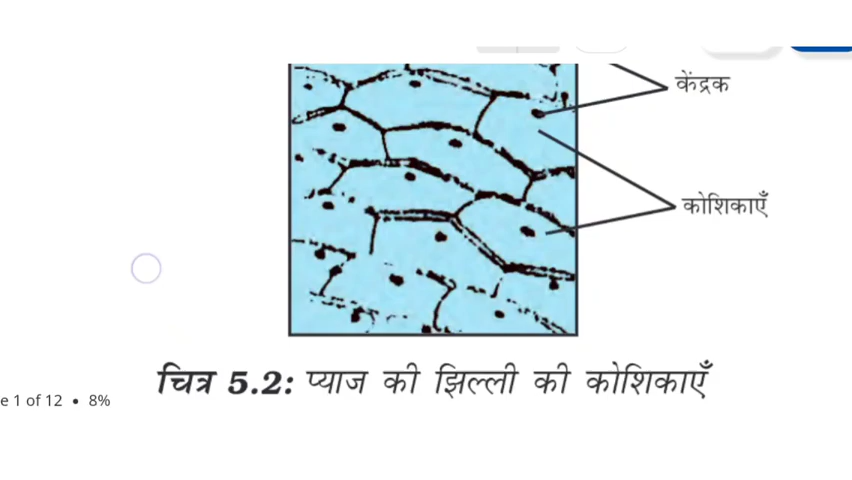 केंद्रक
कोशिकाएँ
चित्र 5.2: प्याज की झिल्ली की कोशिकाएँ
e 1 of 12 • 8%